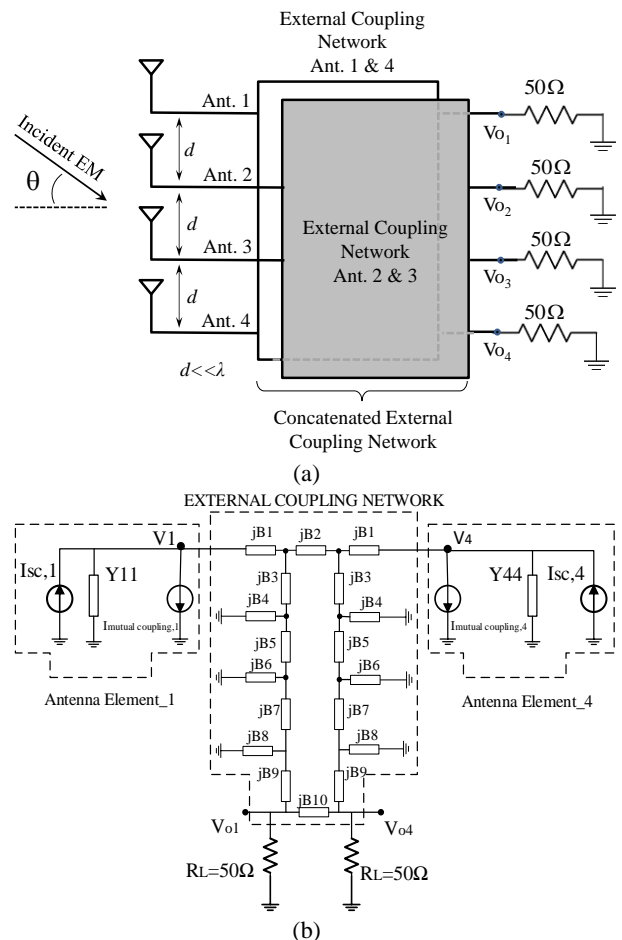 External Coupling
Network
Ant. 1 & 4
50Ω
Ant. 1
Vo1
Incident EM
θ
d
50Ω
Ant. 2
Vo2
External Coupling
Network
Ant. 2 & 3
d
50Ω
Ant. 3
Vo3
d
50Ω
Ant. 4
Vo4
d<<λ
Concatenated External
Coupling Network
(a)
EXTERNAL COUPLING NETWORK
V1
jB1
jB2
jB1
V4
Isc,1
Y11
Imutual coupling,1
jB3
jB3
Imutual coupling,4
Y44
Isc,4
jB4
jB4
jB5
jB5
jB6
jB6
Antenna Element_1
Antenna Element_4
jB7
jB7
jB8
jB8
jB9
jB9
jB10
Vo1
Vo4
RL=50Ω
RL=50Ω
(b)